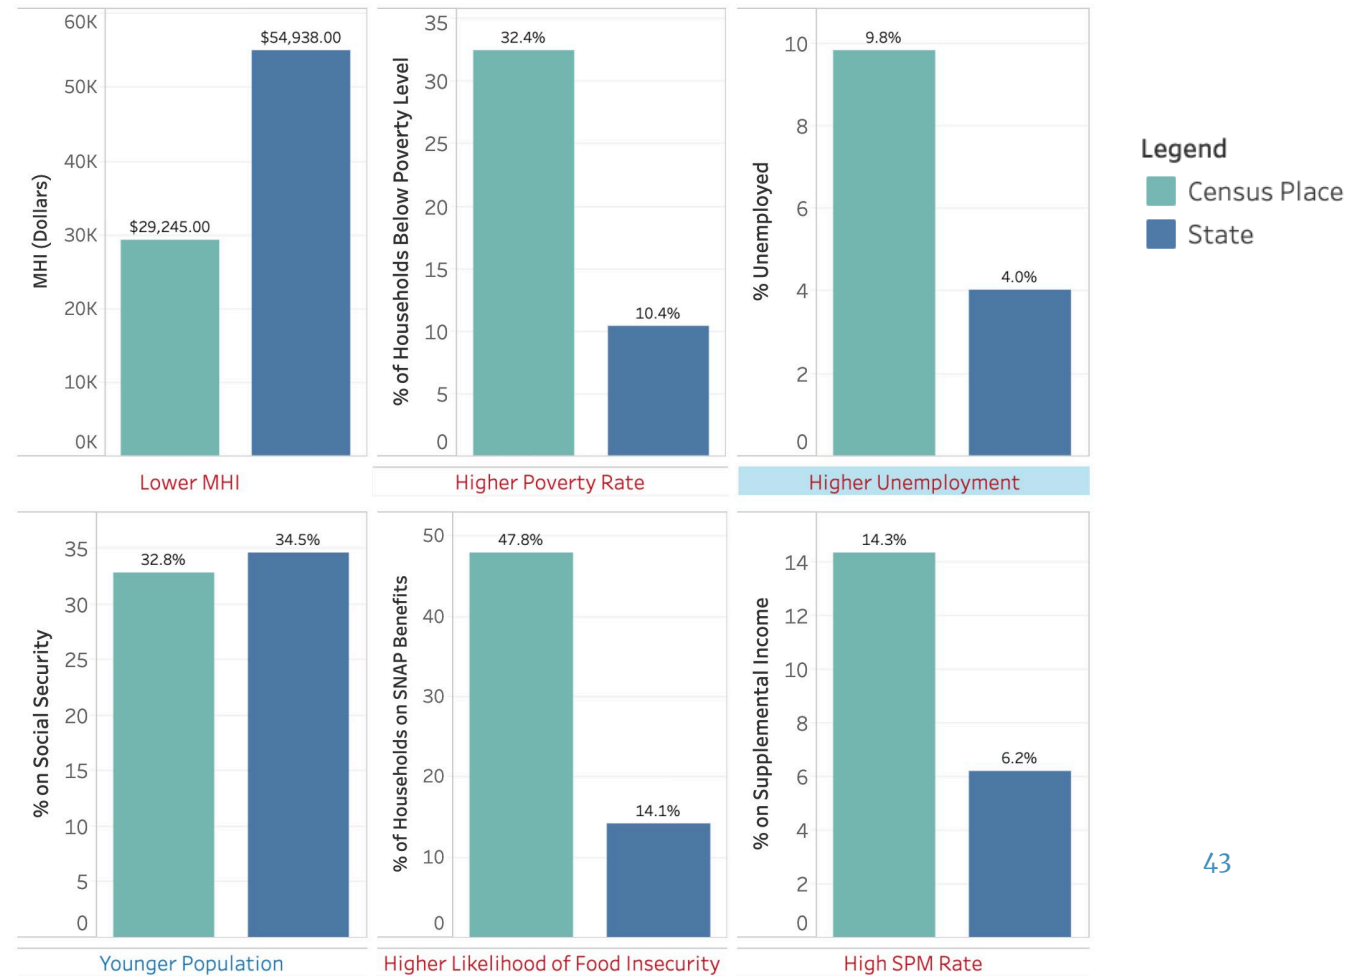 60K
50K
40K
30K
20K
10K
0K
MHI (Dollars)
$29,245.00
$54,938.00
Lower MHI
35
30
25
20
15
10
5
0
% of Households Below Poverty Level
32.4%
10.4%
Higher Poverty Rate
10
8
6
4
2
0
% Unemployed
9.8%
4.0%
Higher Unemployment
Legend
Census Place
State
35
30
25
20
15
10
5
0
% on Social Security
32.8%
34.5%
Younger Population
50
40
30
20
10
0
% of Households on SNAP Benefits
47.8%
14.1%
Higher Likelihood of Food Insecurity
14
12
10
8
6
4
2
0
% on Supplemental Income
14.3%
6.2%
High SPM Rate
43